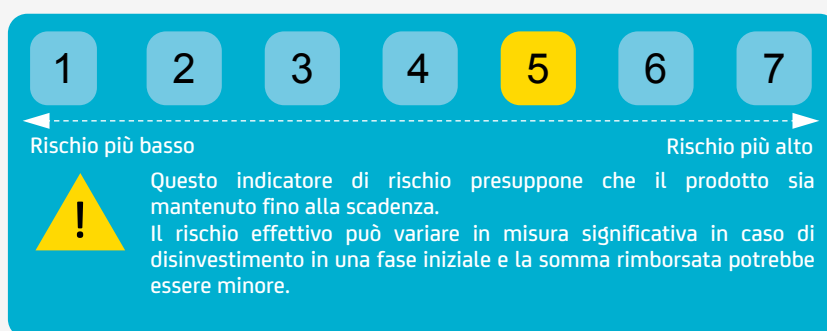 1 2 3 4 5 6 7
Rischio più basso Rischio più alto
! Questo indicatore di rischio presuppone che il prodotto sia
mantenuto fino alla scadenza.
Il rischio effettivo può variare in misura significativa in caso di
disinvestimento in una fase iniziale e la somma rimborsata potrebbe
essere minore.